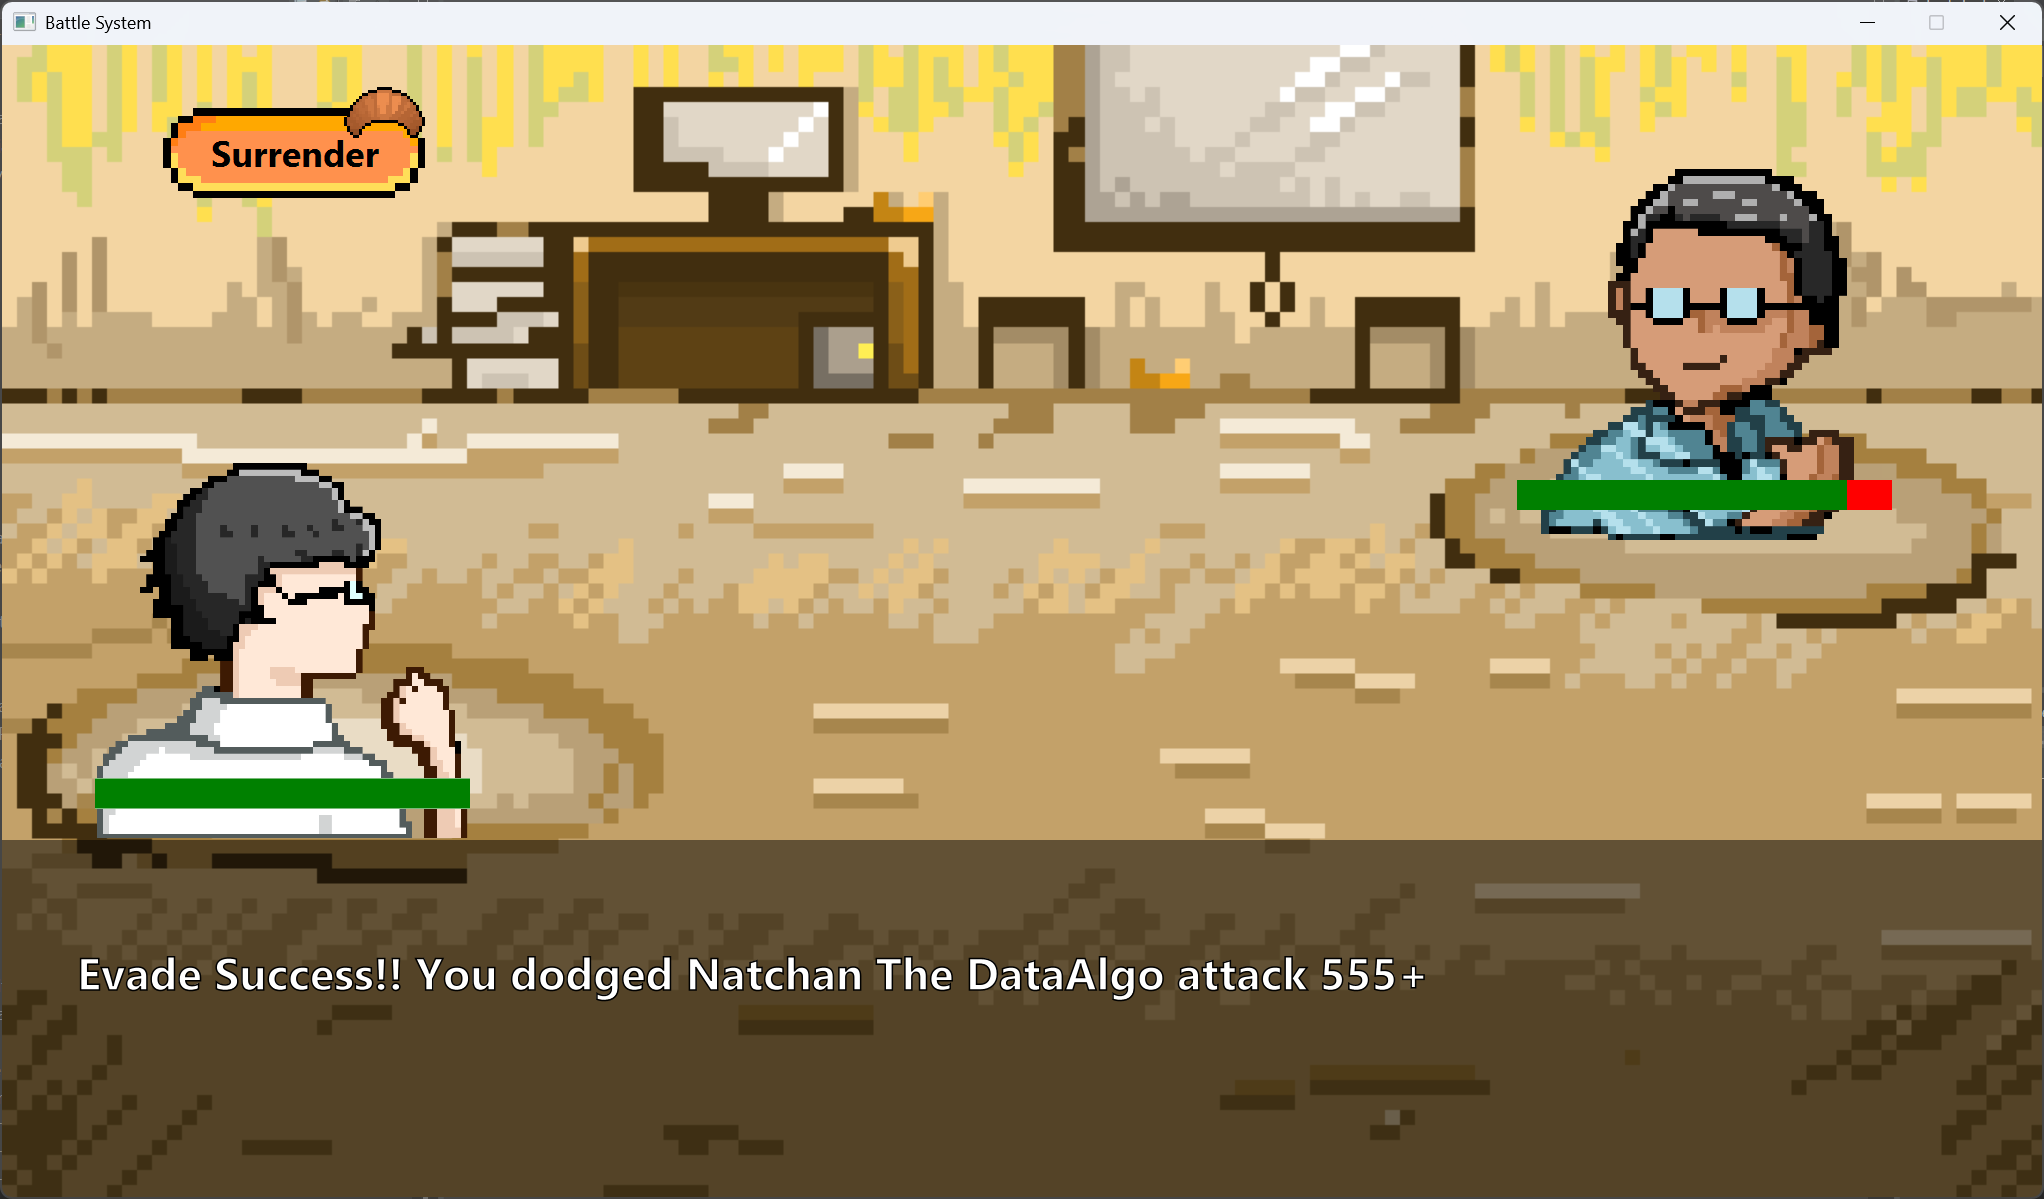 Battle System
Surrender
Evade Success!! You dodged Natchan The DataAlgo attack 555+